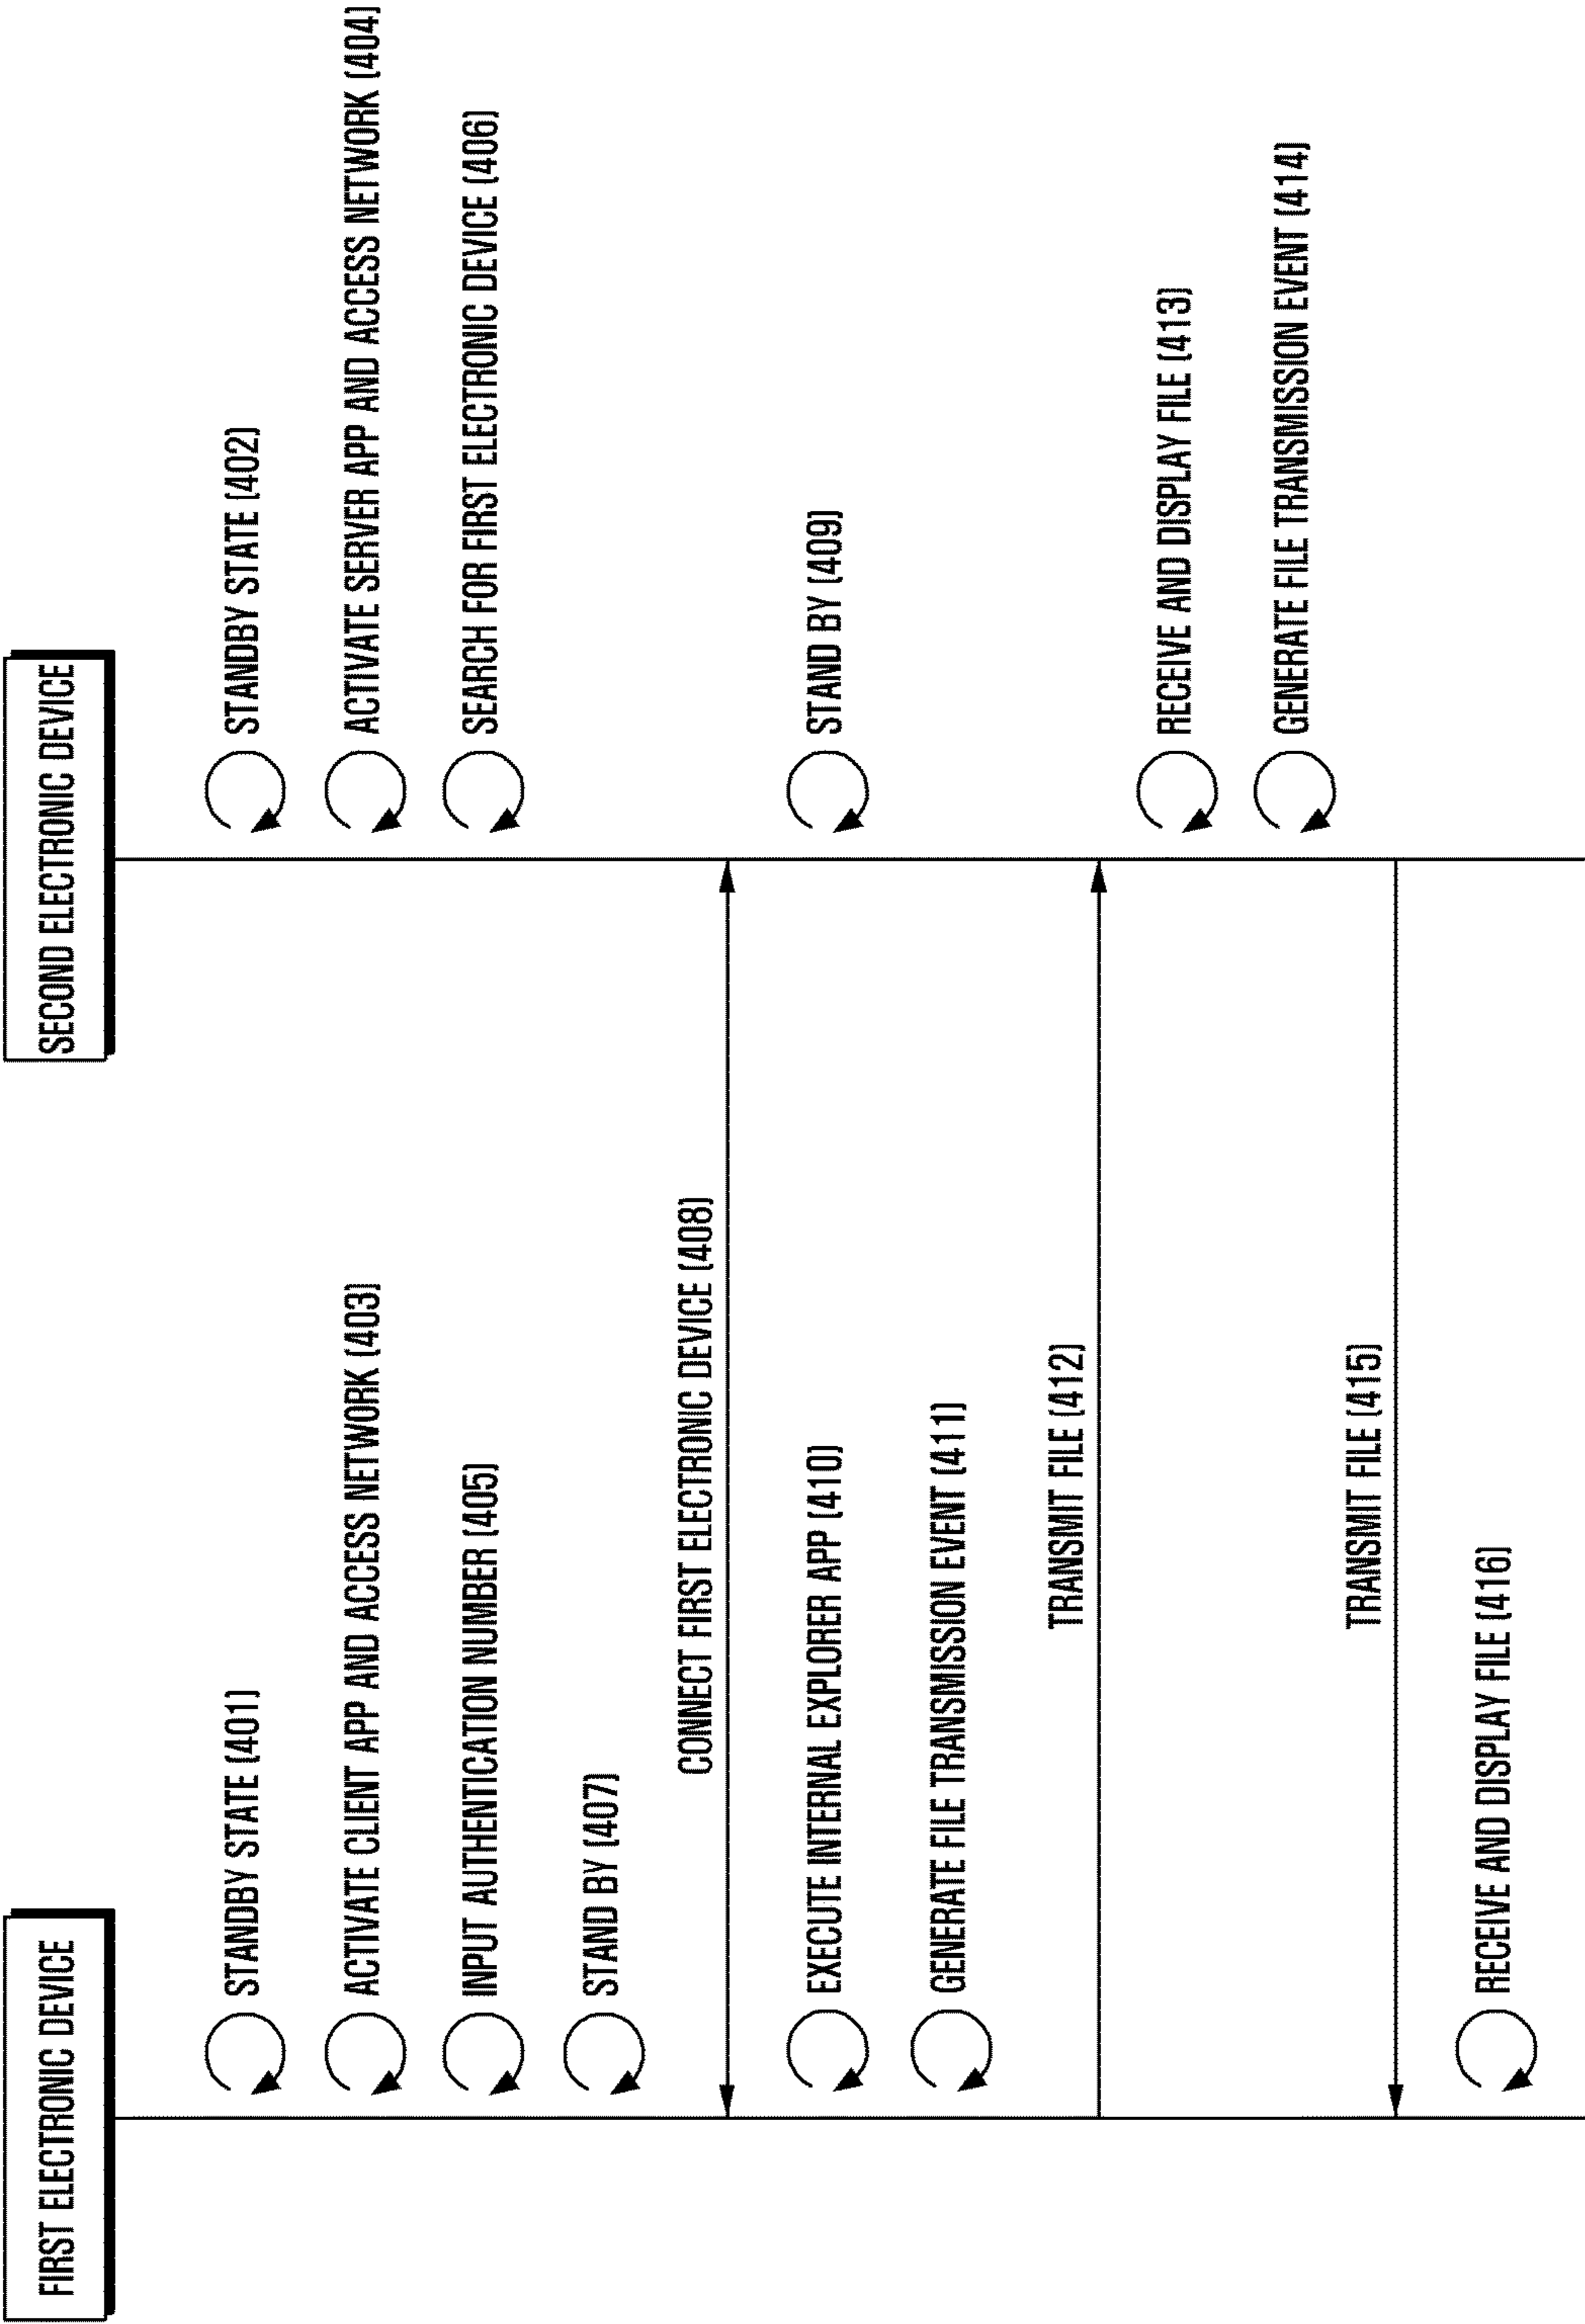 FIRST ELECTRONIC DEVICE
SECOND ELECTRONIC DEVICE
STANDBY STATE (401)
STANDBY STATE (402)
ACTIVATE CLIENT APP AND ACCESS NETWORK (403)
ACTIVATE SERVER APP AND ACCESS NETWORK (404)
INPUT AUTHENTICATION NUMBER (405)
SEARCH FOR FIRST ELECTRONIC DEVICE (406)
STAND BY (407)
CONNECT FIRST ELECTRONIC DEVICE (408)
EXECUTE INTERNAL EXPLORER APP (410)
STAND BY (409)
GENERATE FILE TRANSMISSION EVENT (411)
TRANSMIT FILE (412)
RECEIVE AND DISPLAY FILE (413)
GENERATE FILE TRANSMISSION EVENT (414)
TRANSMIT FILE (415)
RECEIVE AND DISPLAY FILE (416)